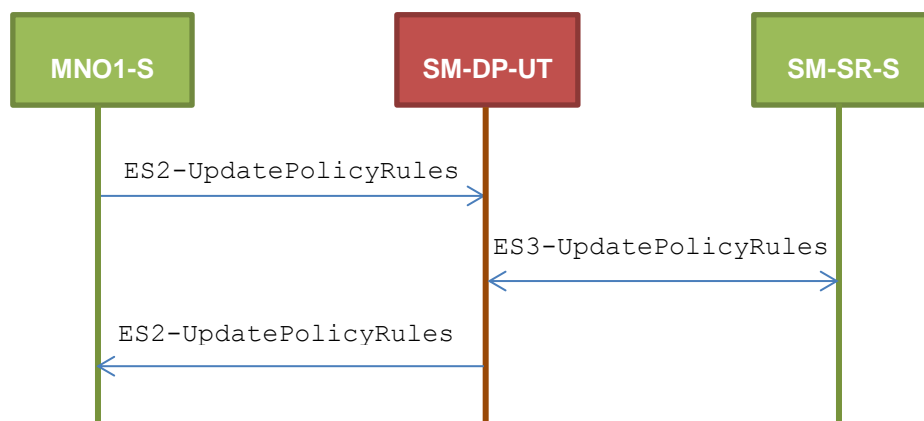 MNO1-S
SM-DP-UT
SM-SR-S
ES2-UpdatePolicyRules
ES3-UpdatePolicyRules
ES2-UpdatePolicyRules